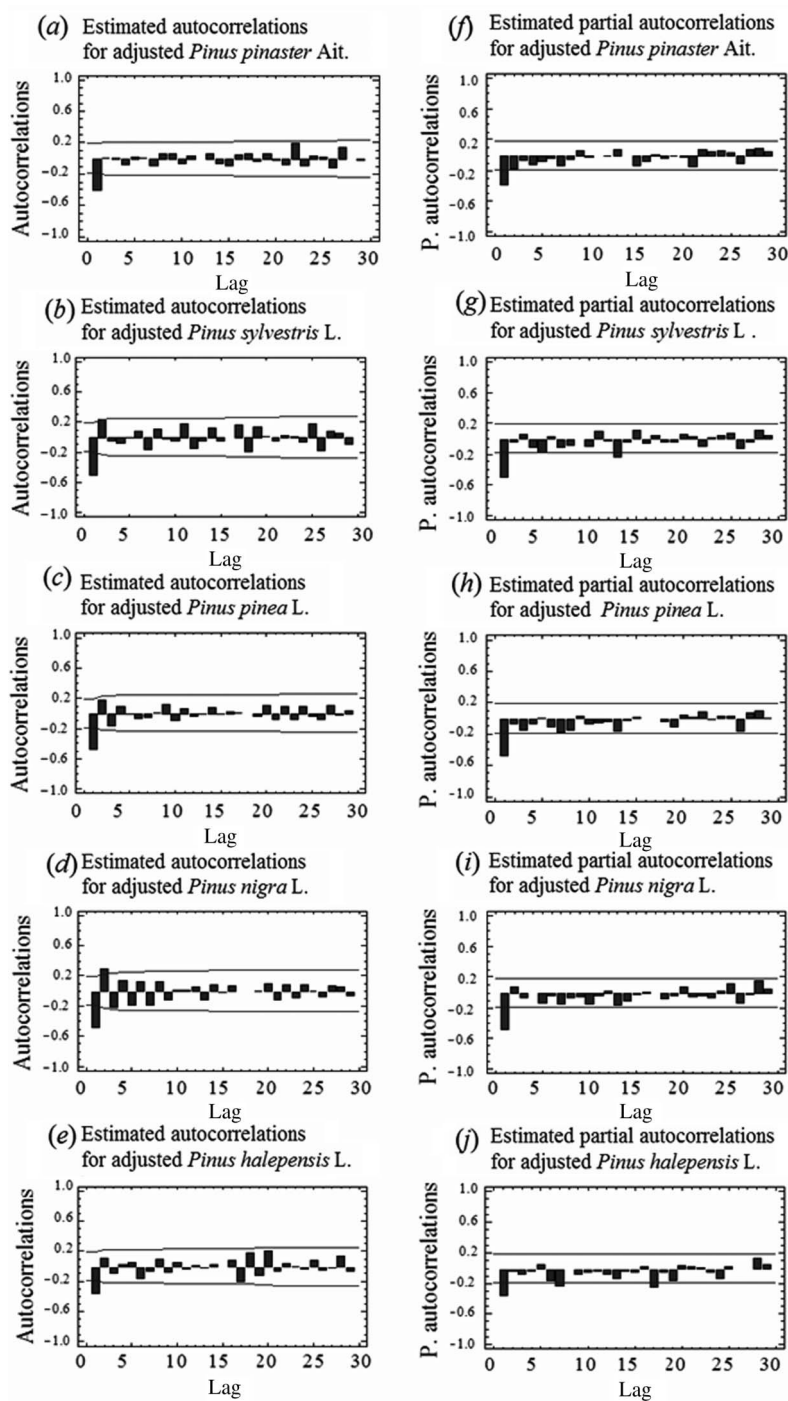 (a) Estimated autocorrelations
for adjusted Pinus pinaster Ait.
Autocorrelations
1.0
0.6
0.2
−0.2
−0.6
−1.0
0 5 10 15 20 25 30
Lag
(f) Estimated partial autocorrelations
for adjusted Pinus pinaster Ait.
P. autocorrelations
1.0
0.6
0.2
−0.2
−0.6
−1.0
0 5 10 15 20 25 30
Lag
(b) Estimated autocorrelations
for adjusted Pinus sylvestris L.
Autocorrelations
1.0
0.6
0.2
−0.2
−0.6
−1.0
0 5 10 15 20 25 30
Lag
(g) Estimated partial autocorrelations
for adjusted Pinus sylvestris L .
P. autocorrelations
1.0
0.6
0.2
−0.2
−0.6
−1.0
0 5 10 15 20 25 30
Lag
(c) Estimated autocorrelations
for adjusted Pinus pinea L.
Autocorrelations
1.0
0.6
0.2
−0.2
−0.6
−1.0
0 5 10 15 20 25 30
Lag
(h) Estimated partial autocorrelations
for adjusted Pinus pinea L.
P. autocorrelations
1.0
0.6
0.2
−0.2
−0.6
−1.0
0 5 10 15 20 25 30
Lag
(d) Estimated autocorrelations
for adjusted Pinus nigra L.
Autocorrelations
1.0
0.6
0.2
−0.2
−0.6
−1.0
0 5 10 15 20 25 30
Lag
(i) Estimated partial autocorrelations
for adjusted Pinus nigra L.
P. autocorrelations
1.0
0.6
0.2
−0.2
−0.6
−1.0
0 5 10 15 20 25 30
Lag
(e) Estimated autocorrelations
for adjusted Pinus halepensis L.
Autocorrelations
1.0
0.6
0.2
−0.2
−0.6
−1.0
0 5 10 15 20 25 30
Lag
(j) Estimated partial autocorrelations
for adjusted Pinus halepensis L.
P. autocorrelations
1.0
0.6
0.2
−0.2
−0.6
−1.0
0 5 10 15 20 25 30
Lag